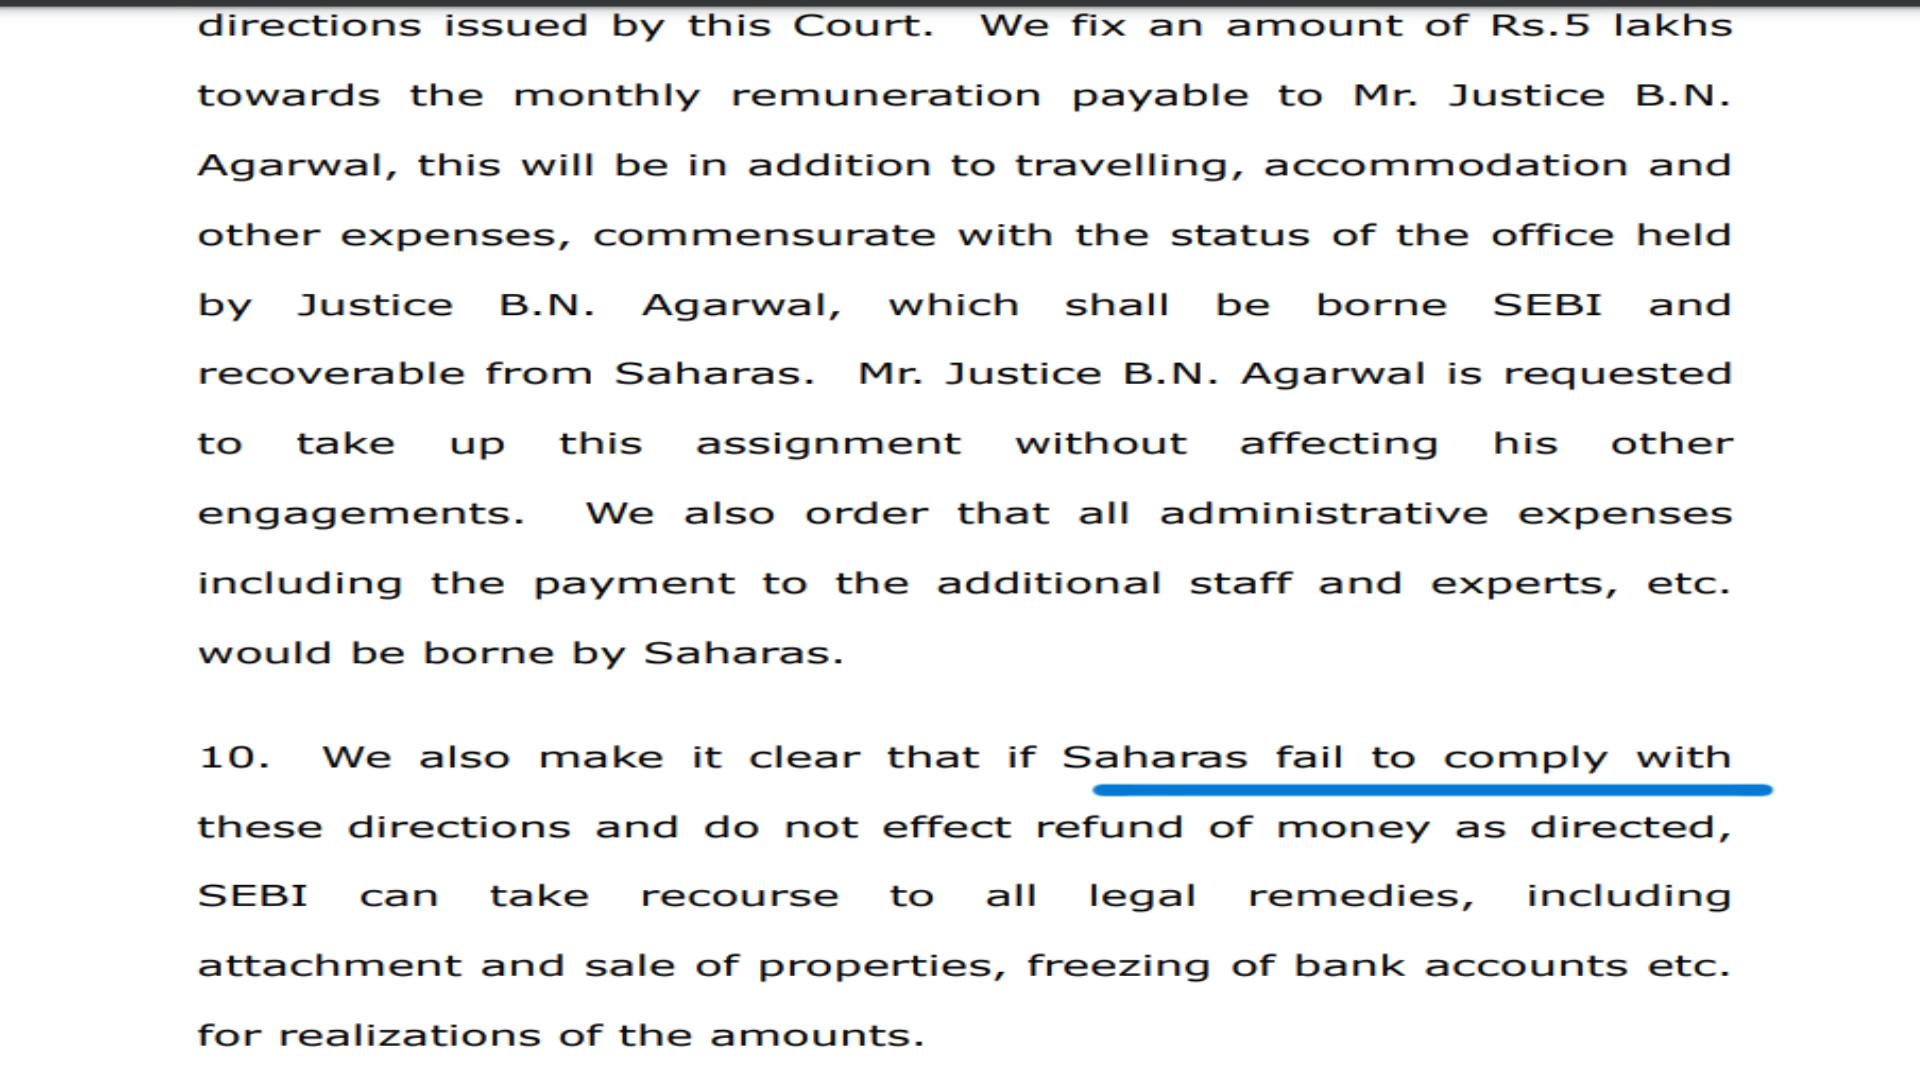 directions issued by this Court. We fix an amount of Rs.5 lakhs
towards the monthly remuneration payable to Mr. Justice B.N.
Agarwal, this will be in addition to travelling, accommodation and
other expenses, commensurate with the status of the office held
by Justice B.N. Agarwal, which shall be borne SEBI and
recoverable from Saharas. Mr. Justice B.N. Agarwal is requested
to take up this assignment without affecting his other
engagements. We also order that all administrative expenses
including the payment to the additional staff and experts, etc.
would be borne by Saharas.
10. We also make it clear that if Saharas fail to comply with
these directions and do not effect refund of money as directed,
SEBI can take recourse to all legal remedies, including
attachment and sale of properties, freezing of bank accounts etc.
for realizations of the amounts.